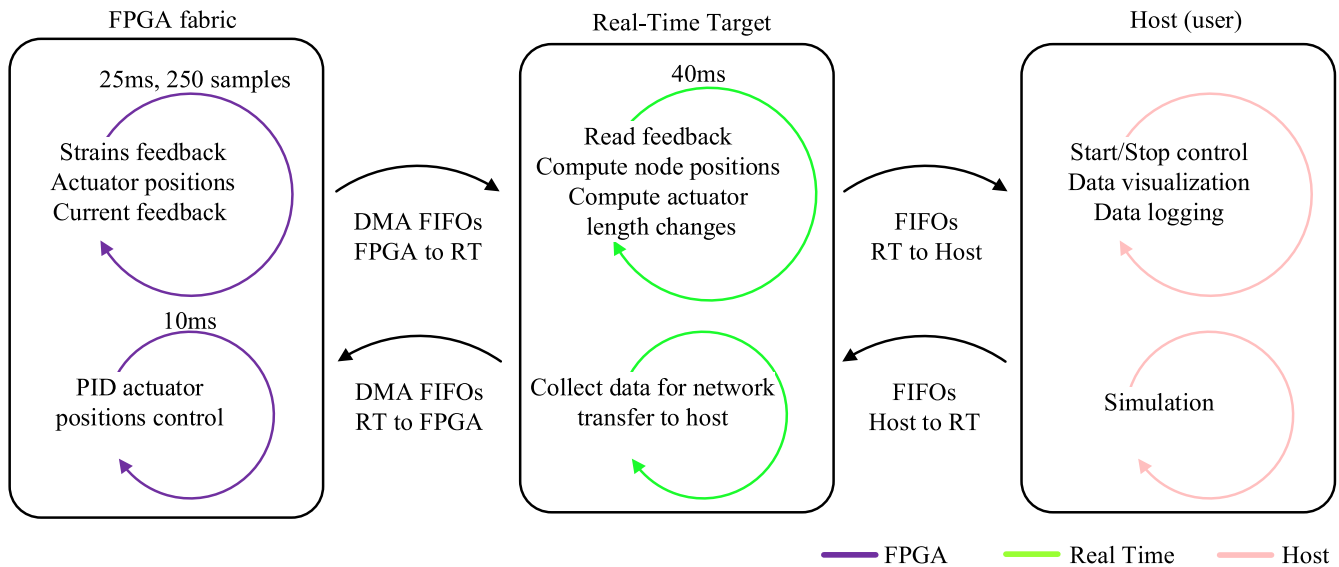 FPGA fabric
Real-Time Target
Host (user)
25ms, 250 samples
Strains feedback
Actuator positions
Current feedback
10ms
PID actuator
positions control
DMA FIFOs
FPGA to RT
DMA FIFOs
RT to FPGA
40ms
Read feedback
Compute node positions
Compute actuator
length changes
Collect data for network
transfer to host
FIFOs
RT to Host
FIFOs
Host to RT
Start/Stop control
Data visualization
Data logging
Simulation
FPGA
Real Time
Host